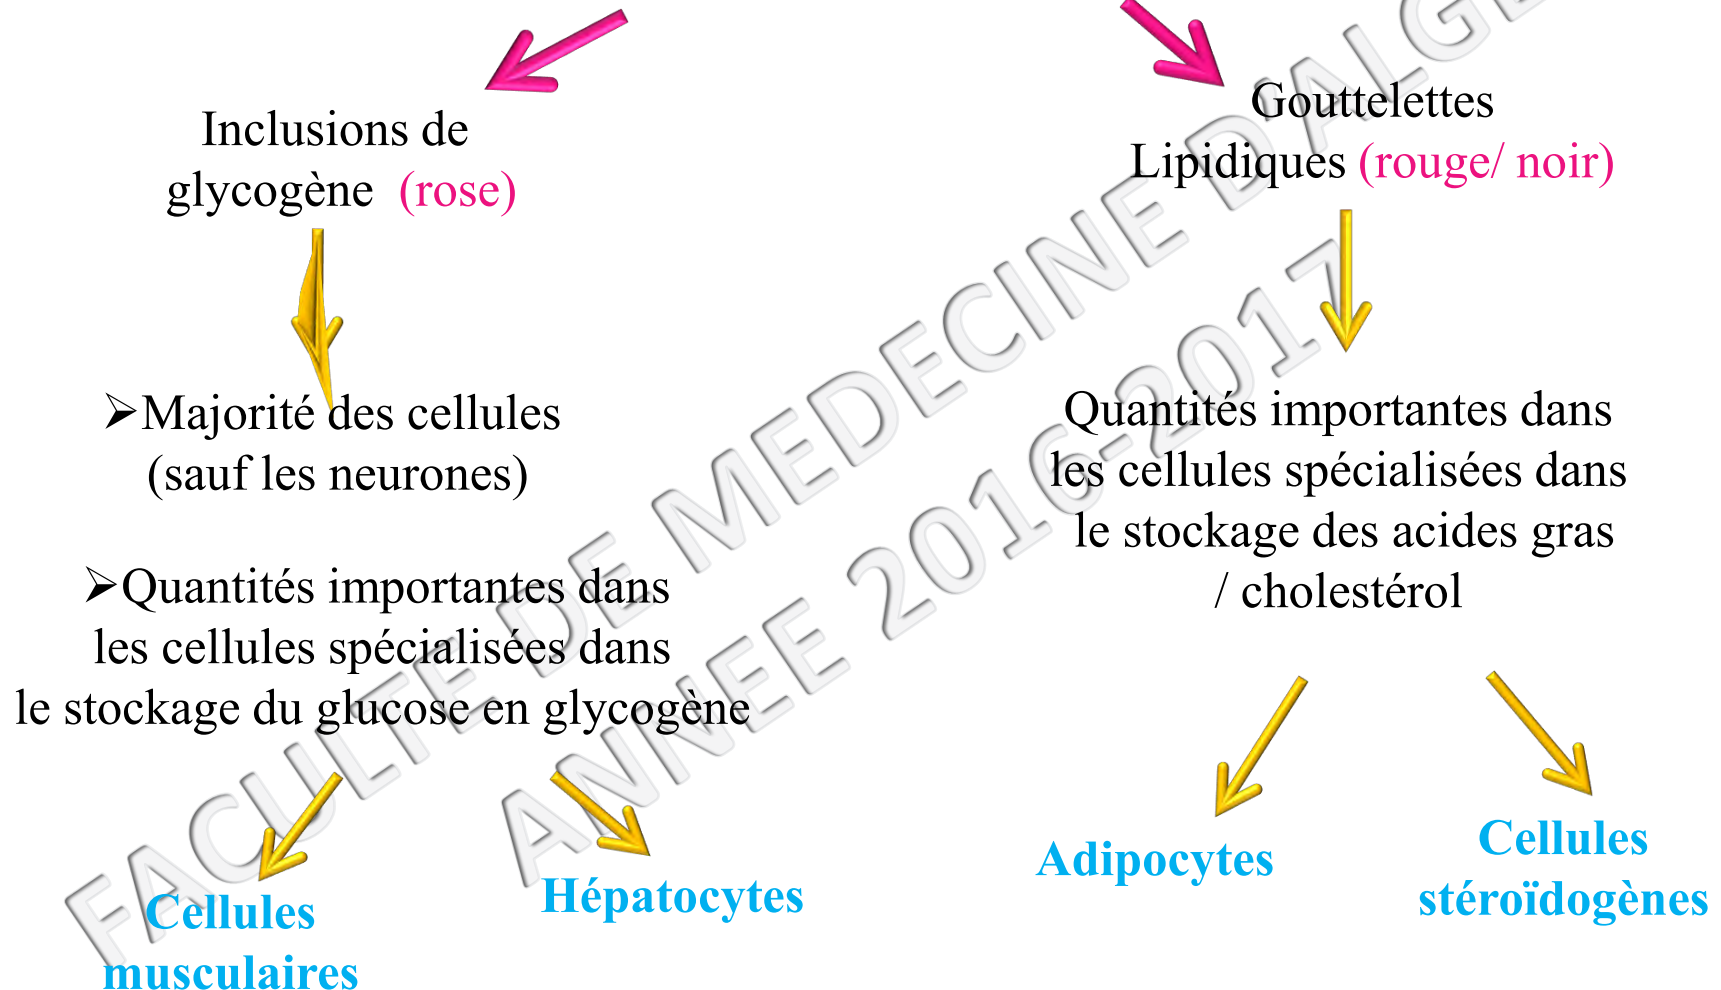 Inclusions de
glycogène (rose)
➢Majorité des cellules
(sauf les neurones)
➢Quantités importantes dans
les cellules spécialisées dans
le stockage du glucose en glycogène
Cellules
musculaires
Hépatocytes
Gouttelettes
Lipidiques (rouge/ noir)
Quantités importantes dans
les cellules spécialisées dans
le stockage des acides gras
/ cholestérol
Adipocytes
Cellules
stéroïdogènes
FACULTE DE MEDECINE D'ALGE
ANNEE 2016-2017